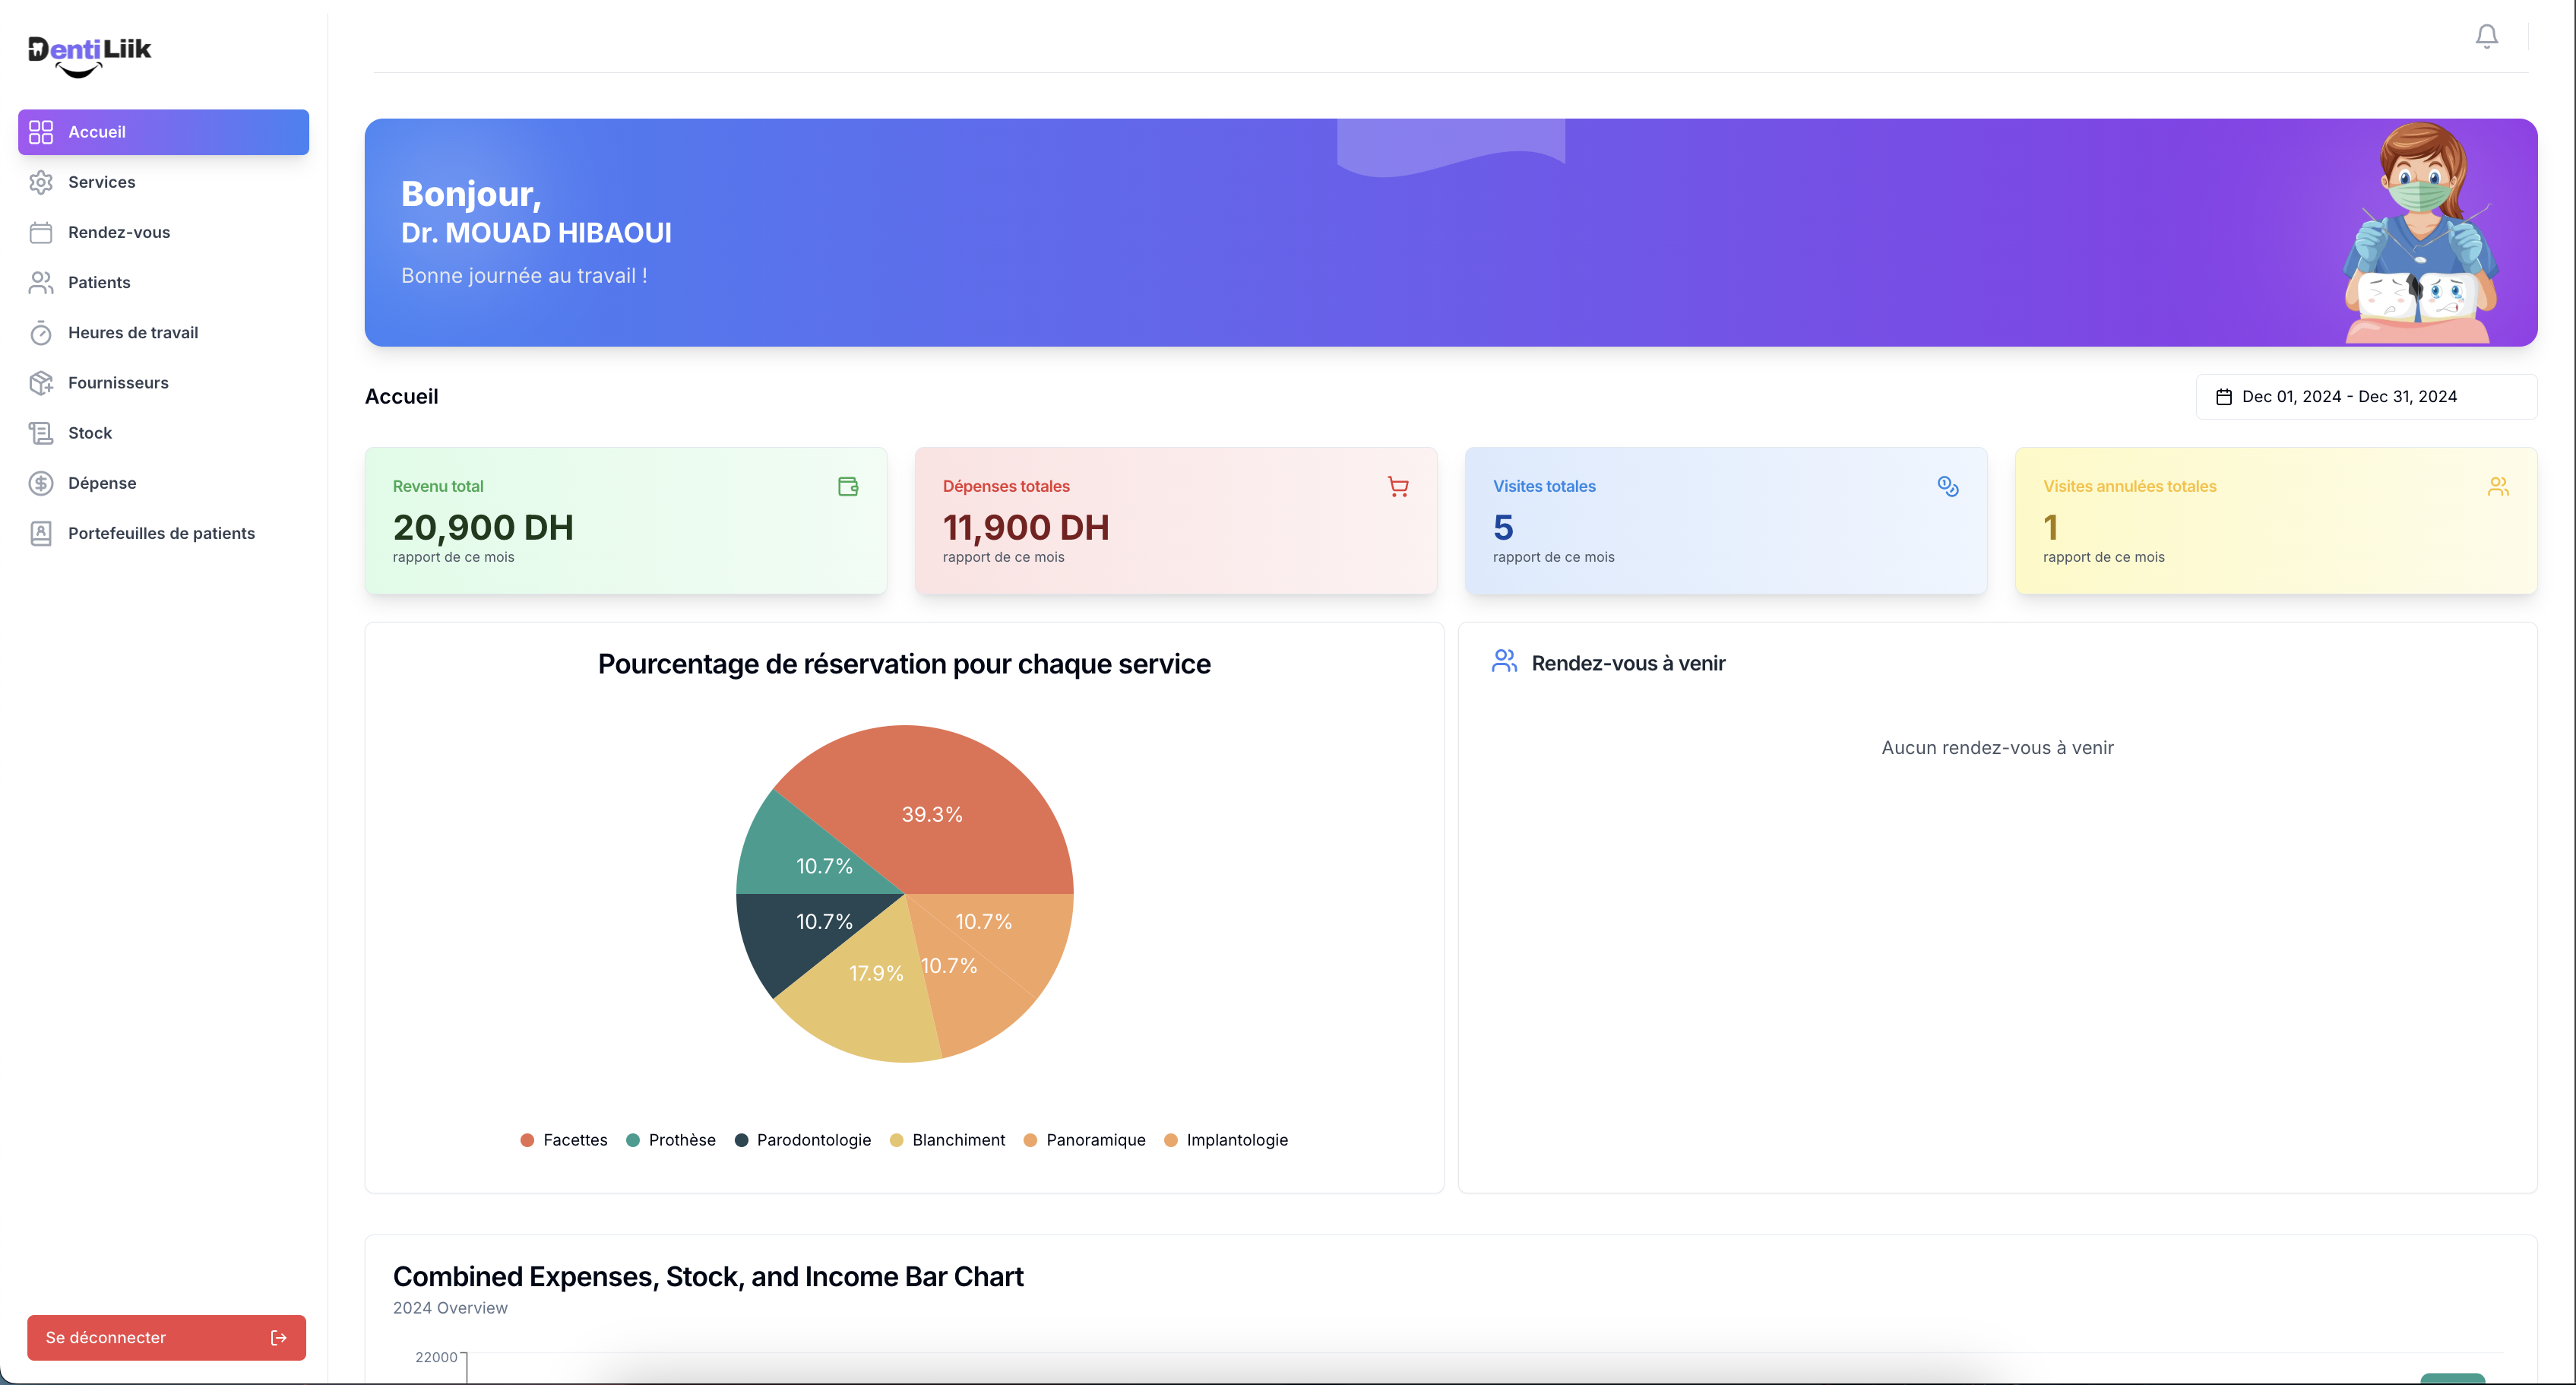 DentiLiik
Accueil
Services
Rendez-vous
Patients
Heures de travail
Fournisseurs
Stock
Dépense
Portefeuilles de patients
Se déconnecter
Bonjour,
Dr. MOUAD HIBAOUI
Bonne journée au travail !
Accueil
Dec 01, 2024 - Dec 31, 2024
Revenu total
20,900 DH
rapport de ce mois
Dépenses totales
11,900 DH
rapport de ce mois
Visites totales
5
rapport de ce mois
Visites annulées totales
1
rapport de ce mois
Pourcentage de réservation pour chaque service
39.3%
10.7%
10.7%
10.7%
17.9%
10.7%
Facettes Prothèse Parodontologie Blanchiment Panoramique Implantologie
Rendez-vous à venir
Aucun rendez-vous à venir
Combined Expenses, Stock, and Income Bar Chart
2024 Overview
22000